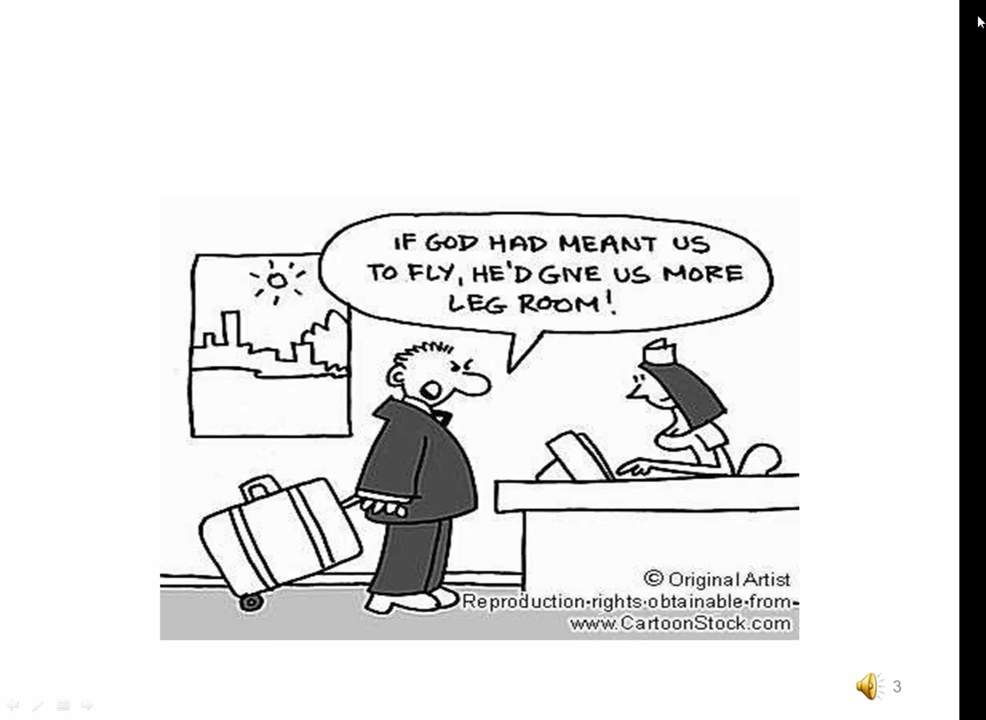 IF GOD HAD MEANT US
TO FLY, HE'D GIVE US MORE
LEG ROOM!
© Original Artist
Reproduction rights obtainable from
www.CartoonStock.com
3